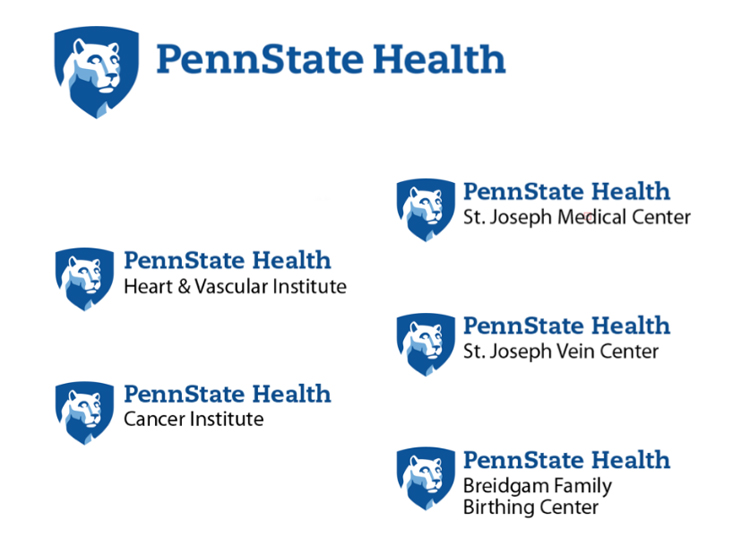 PennState Health
PennState Health
St. Joseph Medical Center
PennState Health
Heart & Vascular Institute
PennState Health
St. Joseph Vein Center
PennState Health
Cancer Institute
PennState Health
Breidgam Family
Birthing Center